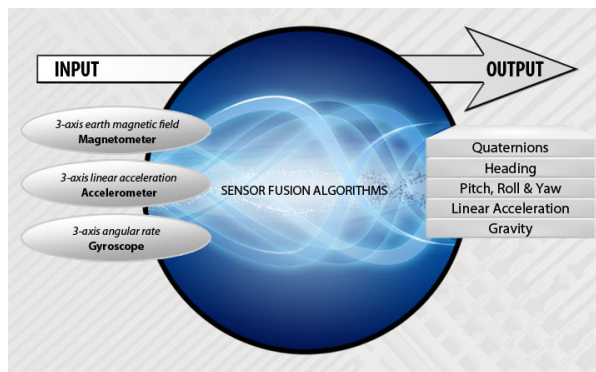 INPUT
OUTPUT
3-axis earth magnetic field
Magnetometer
3-axis linear acceleration
Accelerometer
3-axis angular rate
Gyroscope
SENSOR FUSION ALGORITHMS
Quaternions
Heading
Pitch, Roll & Yaw
Linear Acceleration
Gravity